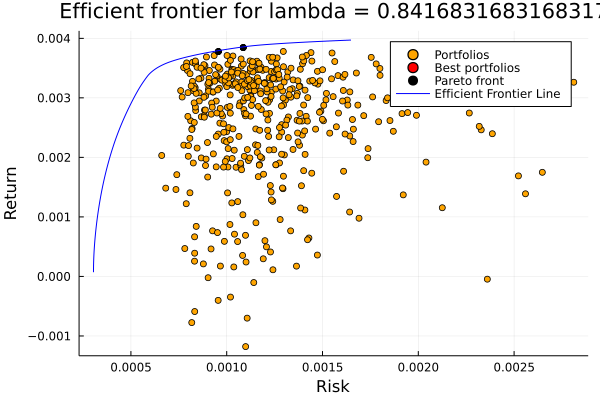 Efficient frontier for lambda = 0.8416831683168317
Return
0.004
0.003
0.002
0.001
0.000
−0.001
Portfolios
Best portfolios
Pareto front
Efficient Frontier Line
0.0005 0.0010 0.0015 0.0020 0.0025
Risk